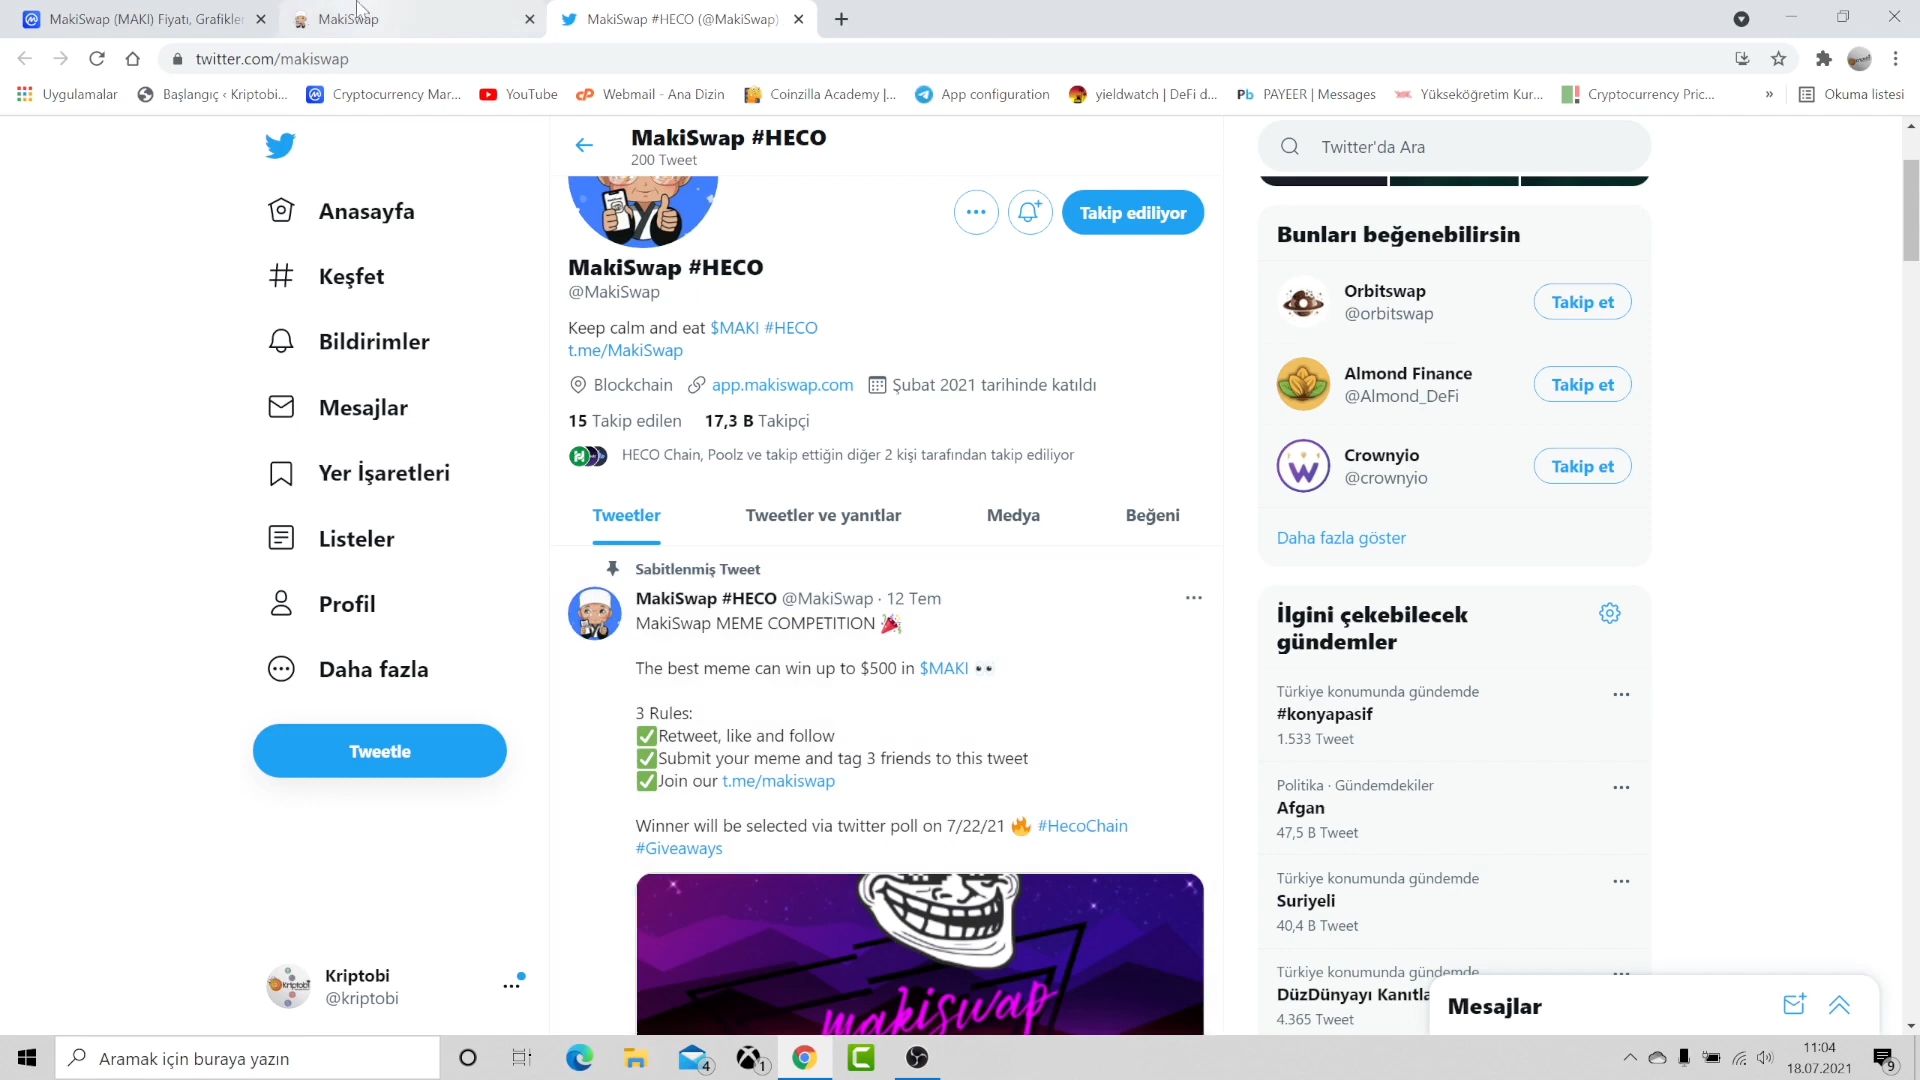 MakiSwap (MAKI) Fiyatı, Grafikler
MakiSwap
MakiSwap #HECO (@MakiSwap)
twitter.com/makiswap
Uygulamalar
Başlangıç ‹ Kriptobi...
Cryptocurrency Mar...
YouTube
Webmail - Ana Dizin
Coinzilla Academy |...
App configuration
yieldwatch | DeFi d...
PAYEER | Messages
Yükseköğretim Kur...
Cryptocurrency Pric...
»
Okuma listesi
Anasayfa
Keşfet
Bildirimler
Mesajlar
Yer İşaretleri
Listeler
Profil
Daha fazla
Tweetle
Kriptobi
@kriptobi
MakiSwap #HECO
200 Tweet
Takip ediliyor
MakiSwap #HECO
@MakiSwap
Keep calm and eat $MAKI #HECO
t.me/MakiSwap
Blockchain app.makiswap.com Şubat 2021 tarihinde katıldı
15 Takip edilen 17,3 B Takipçi
HECO Chain, Poolz ve takip ettiğin diğer 2 kişi tarafından takip ediliyor
Tweetler Tweetler ve yanıtlar Medya Beğeni
Sabitlenmiş Tweet
MakiSwap #HECO @MakiSwap · 12 Tem
MakiSwap MEME COMPETITION 🎉
The best meme can win up to $500 in $MAKI 👀
3 Rules:
✅Retweet, like and follow
✅Submit your meme and tag 3 friends to this tweet
✅Join our t.me/makiswap
Winner will be selected via twitter poll on 7/22/21 🔥 #HecoChain
#Giveaways
makiswap
Twitter'da Ara
Bunları beğenebilirsin
Orbitswap
@orbitswap
Takip et
Almond Finance
@Almond_DeFi
Takip et
Crownyio
@crownyio
Takip et
Daha fazla göster
İlgini çekebilecek
gündemler
Türkiye konumunda gündemde
#konyapasif
1.533 Tweet
Politika · Gündemdekiler
Afgan
47,5 B Tweet
Türkiye konumunda gündemde
Suriyeli
40,4 B Tweet
Türkiye konumunda gündemde
DüzDünyayı Kanıtla
4.365 Tweet
Mesajlar
Aramak için buraya yazın
4
1
11:04
18.07.2021
9